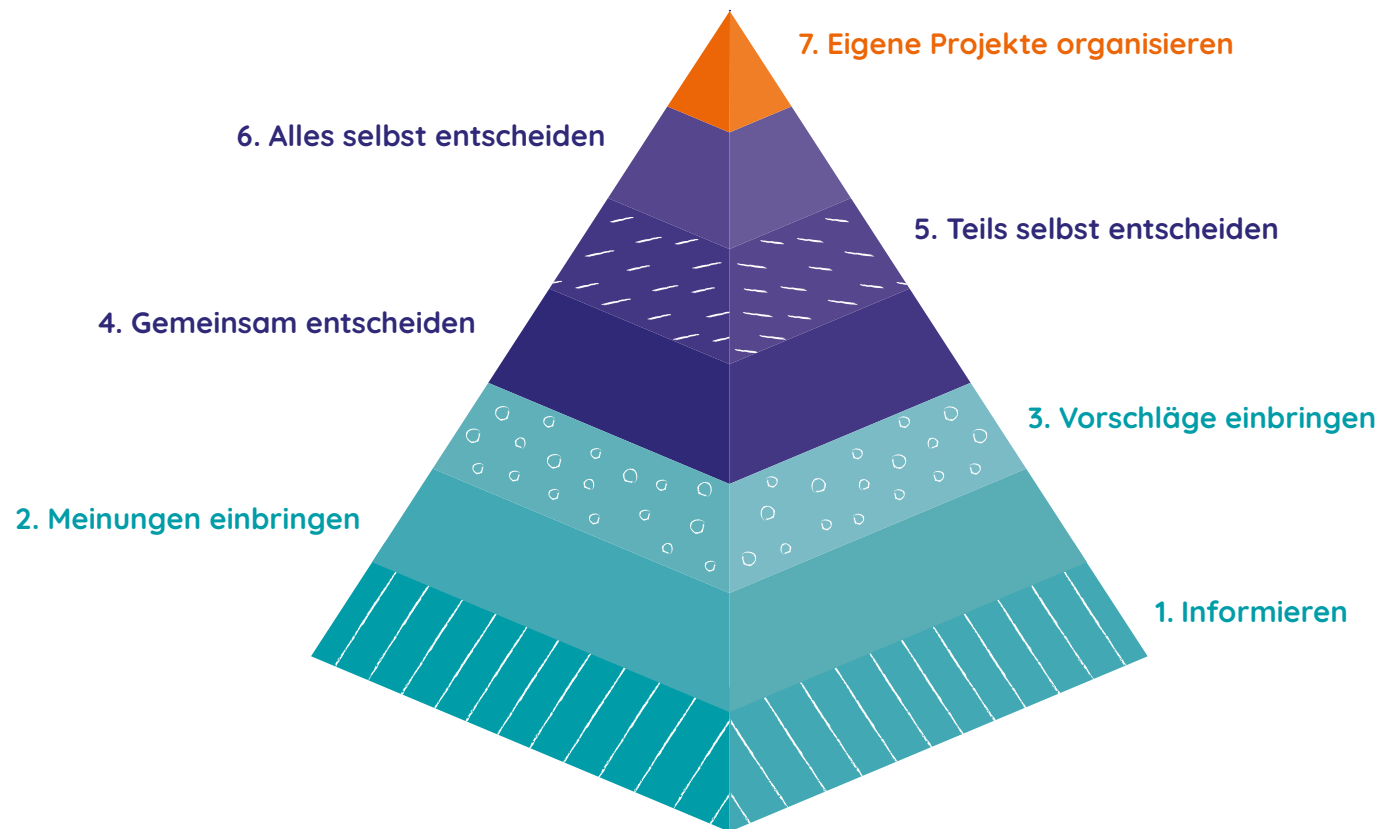 7. Eigene Projekte organisieren
6. Alles selbst entscheiden
5. Teils selbst entscheiden
4. Gemeinsam entscheiden
3. Vorschläge einbringen
2. Meinungen einbringen
1. Informieren